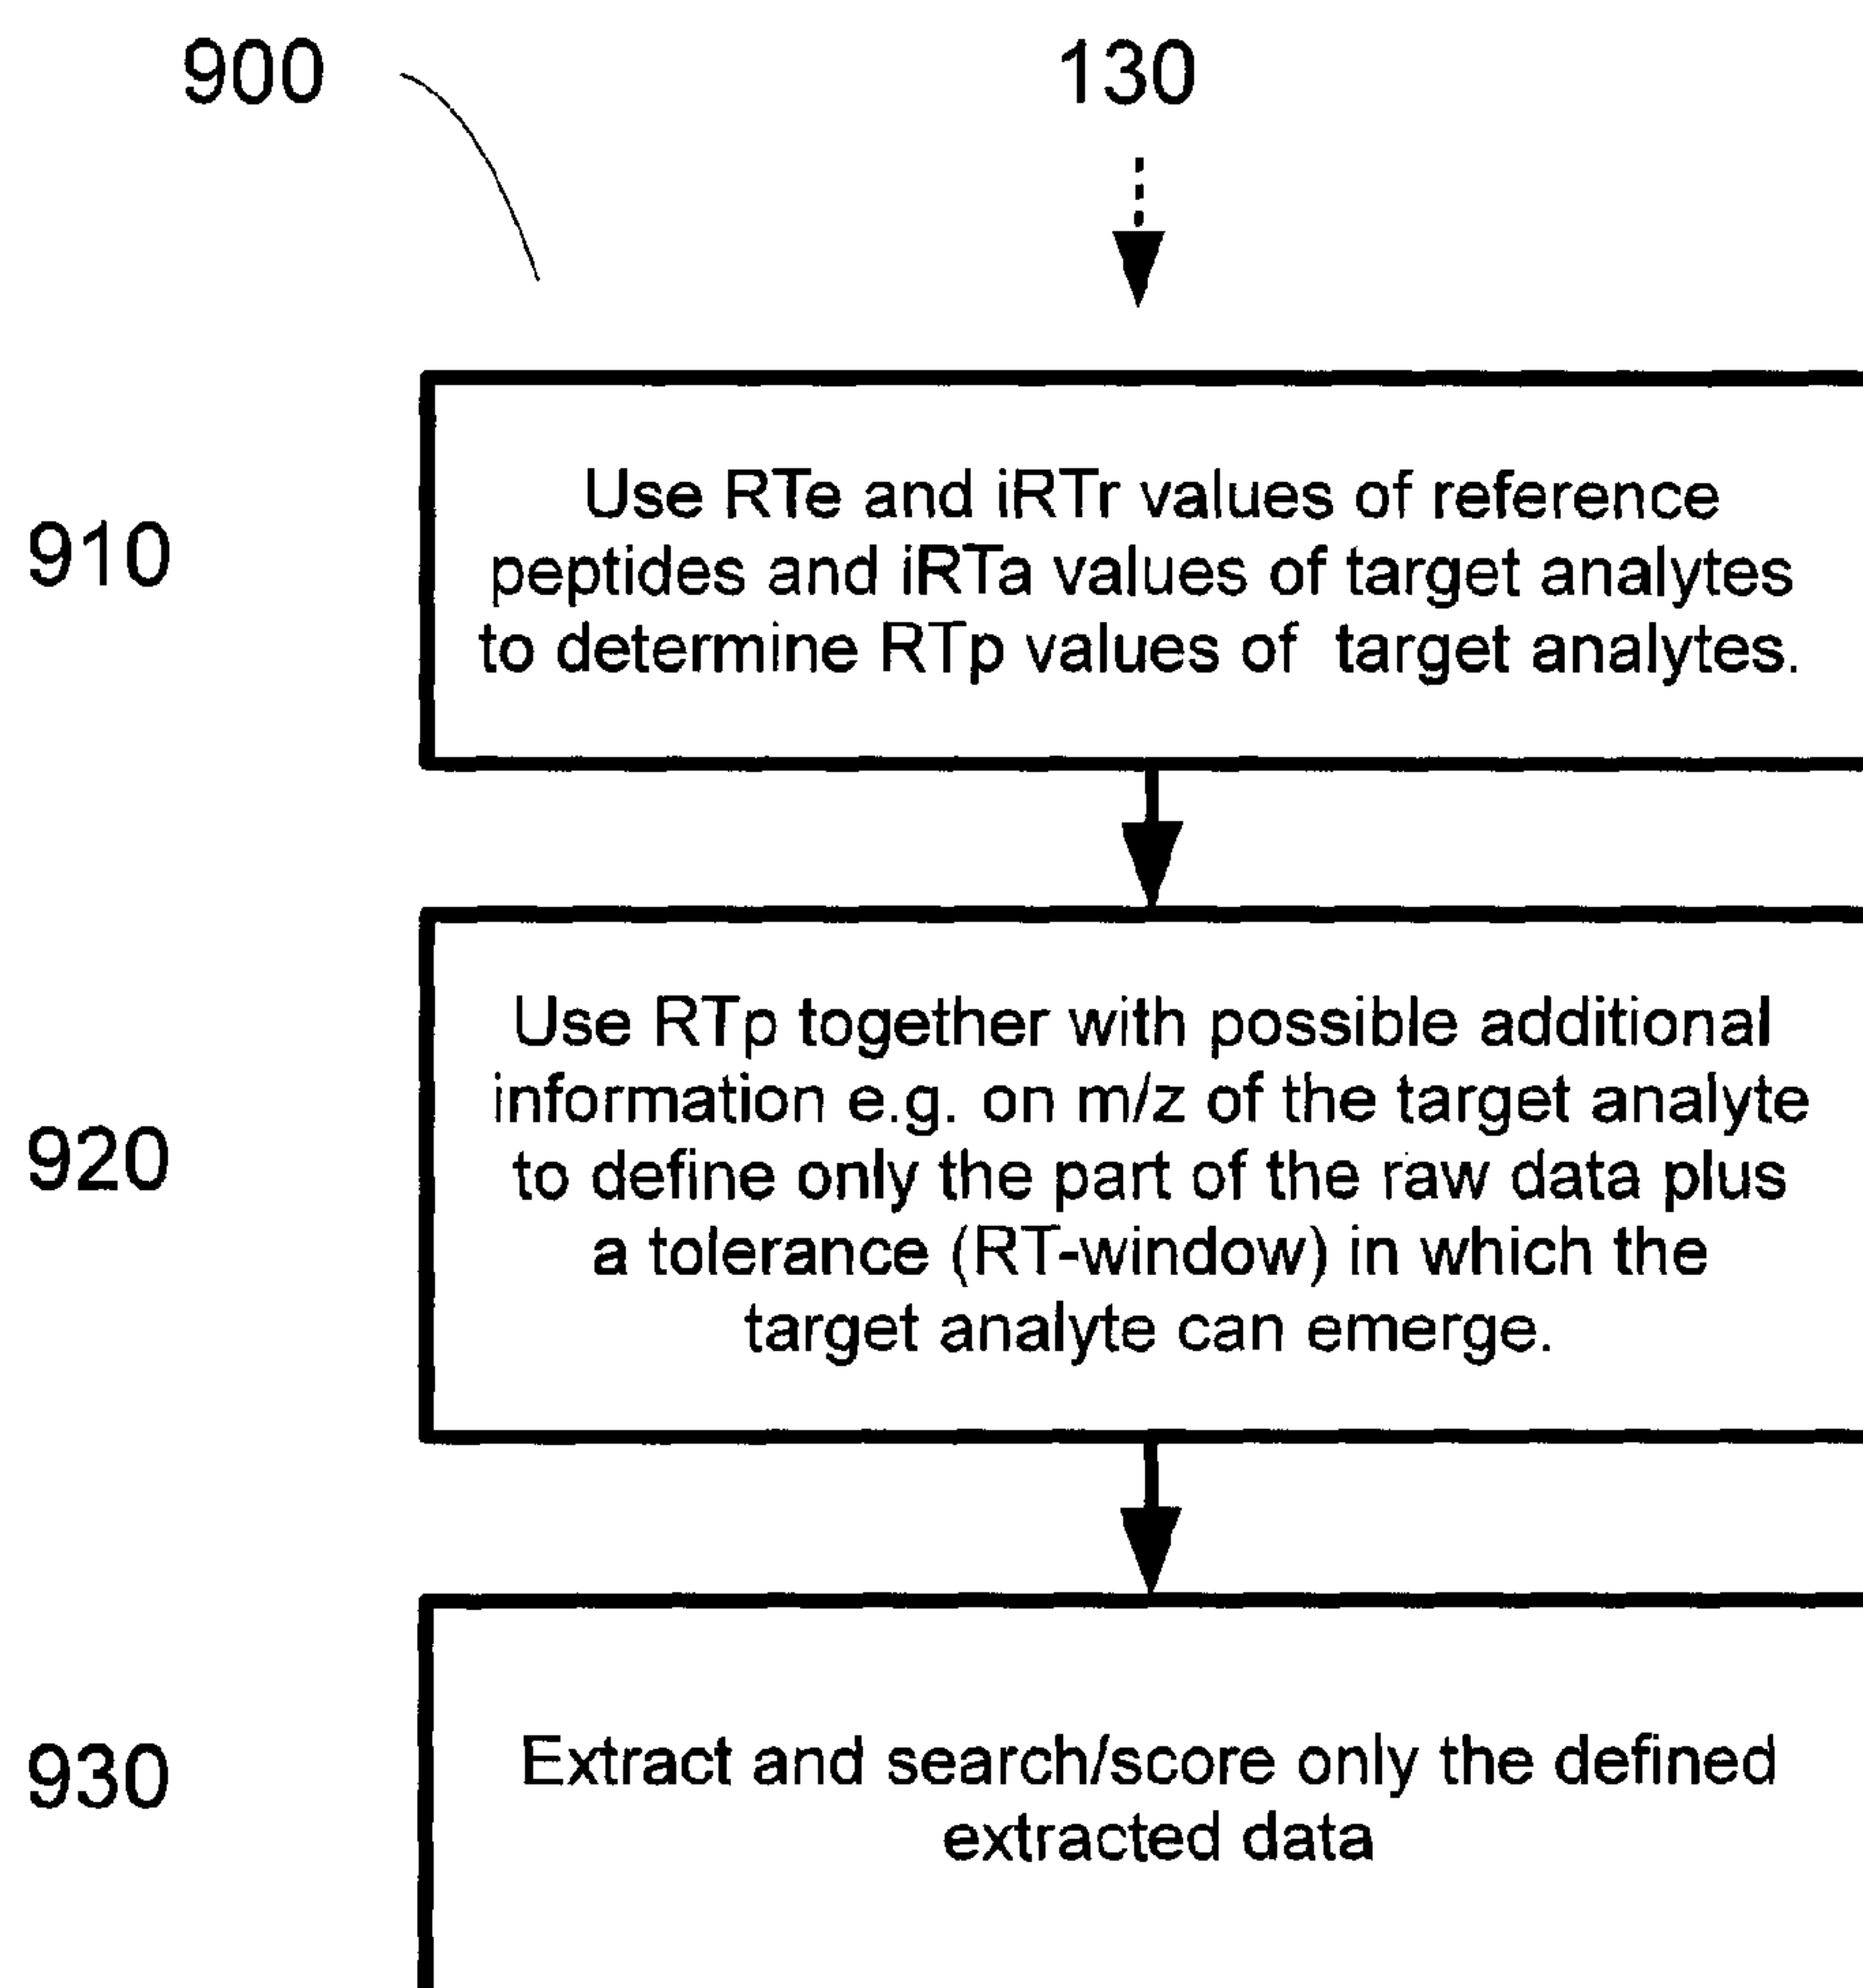 900
130
910
Use RTe and iRTr values of reference
peptides and iRTa values of target analytes
to determine RTp values of target analytes.
920
Use RTp together with possible additional
information e.g. on m/z of the target analyte
to define only the part of the raw data plus
a tolerance (RT-window) in which the
target analyte can emerge.
930
Extract and search/score only the defined
extracted data